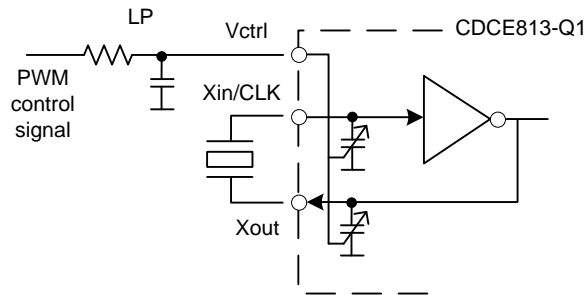 LP
Vctrl
CDCE813-Q1
PWM
control
signal
Xin/CLK
Xout